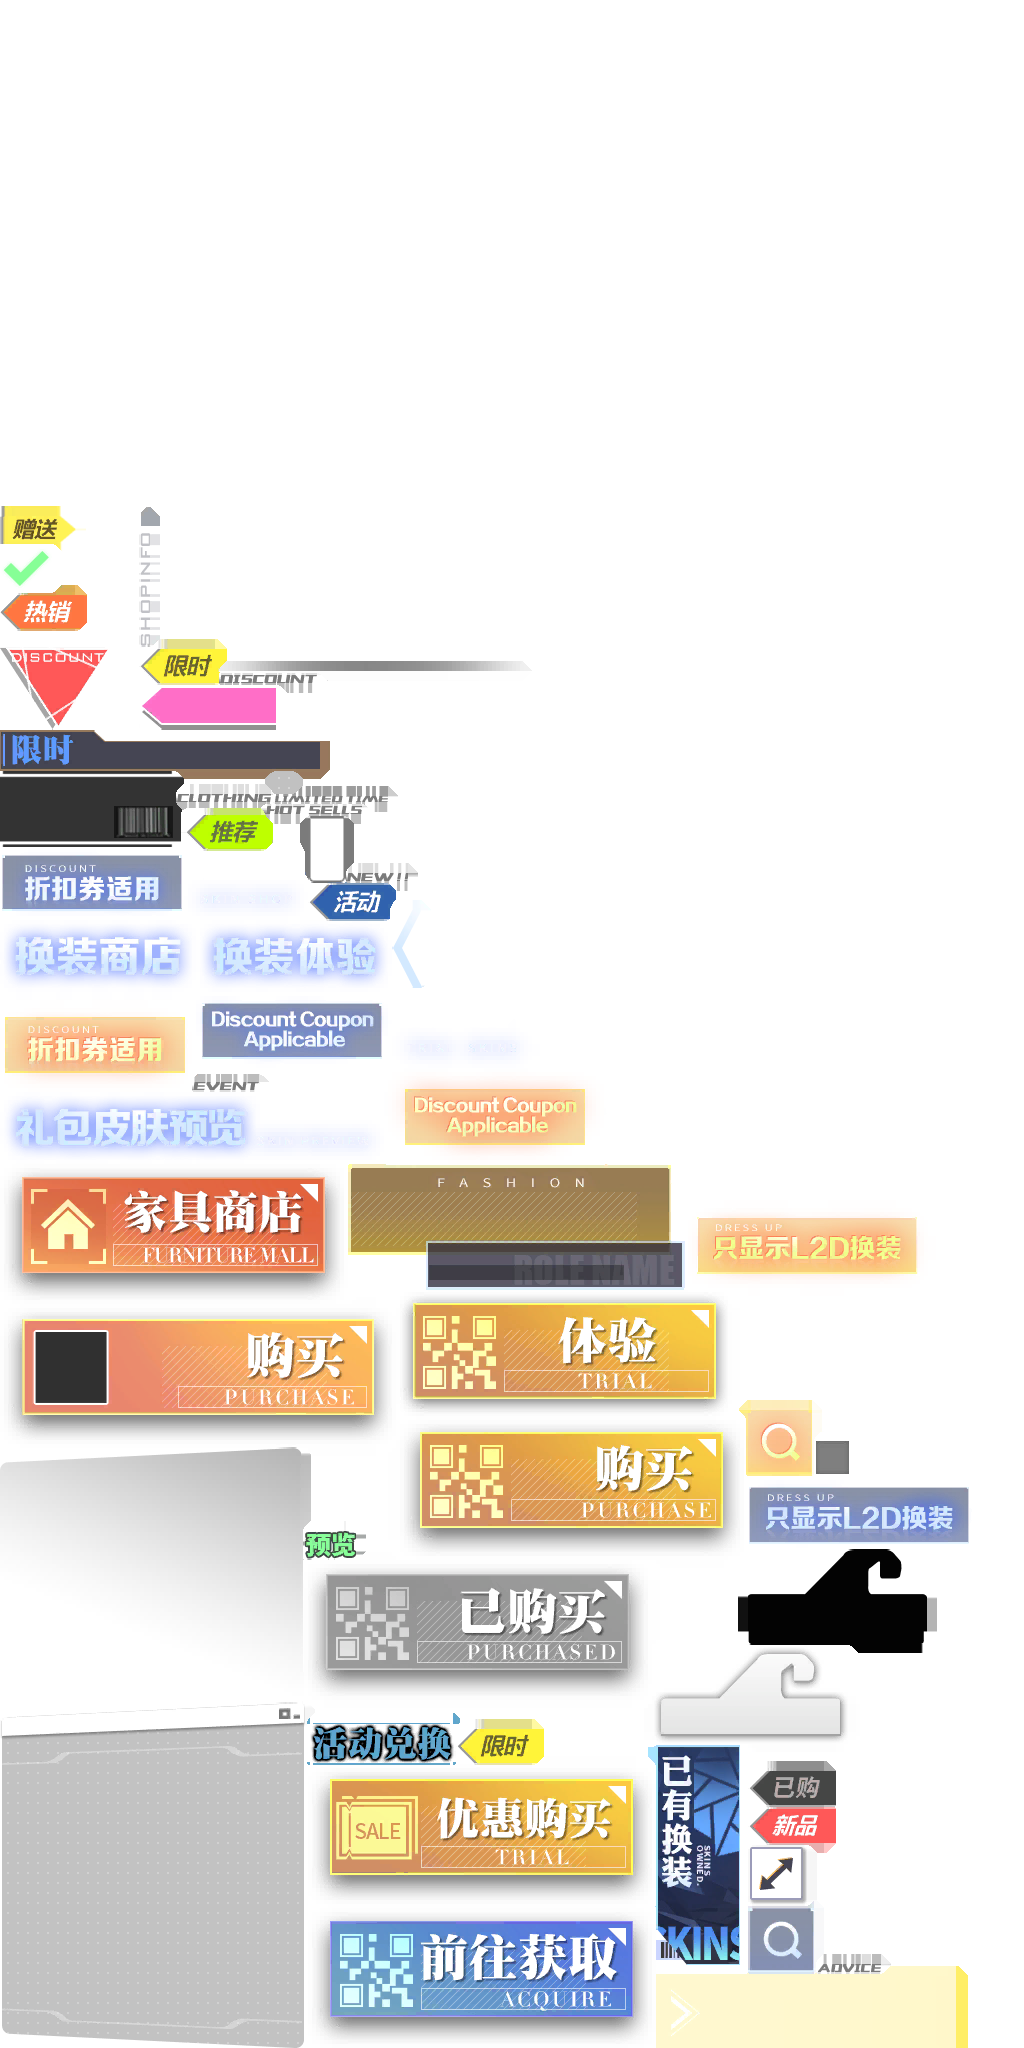 赠送
SHOPINFO
热销
DISCOUNT
限时
DISCOUNT
限时
CLOTHING LIMITED TIME
HOT SELLS
推荐
NEW!!
DISCOUNT
折扣券适用
活动
换装商店
换装体验
Discount Coupon
Applicable
DISCOUNT
折扣券适用
EVENT
Discount Coupon
Applicable
礼包皮肤预览
FASHION
家具商店
FURNITURE MALL
DRESS UP
只显示L2D换装
ROLE NAME
体验
TRIAL
购买
PURCHASE
购买
PURCHASE
DRESS UP
只显示L2D换装
预览
已购买
PURCHASED
活动兑换
限时
已有换装
SKINS
OWNED.
SKINS
已购
新品
SALE
优惠购买
TRIAL
前往获取
ACQUIRE
ADVICE